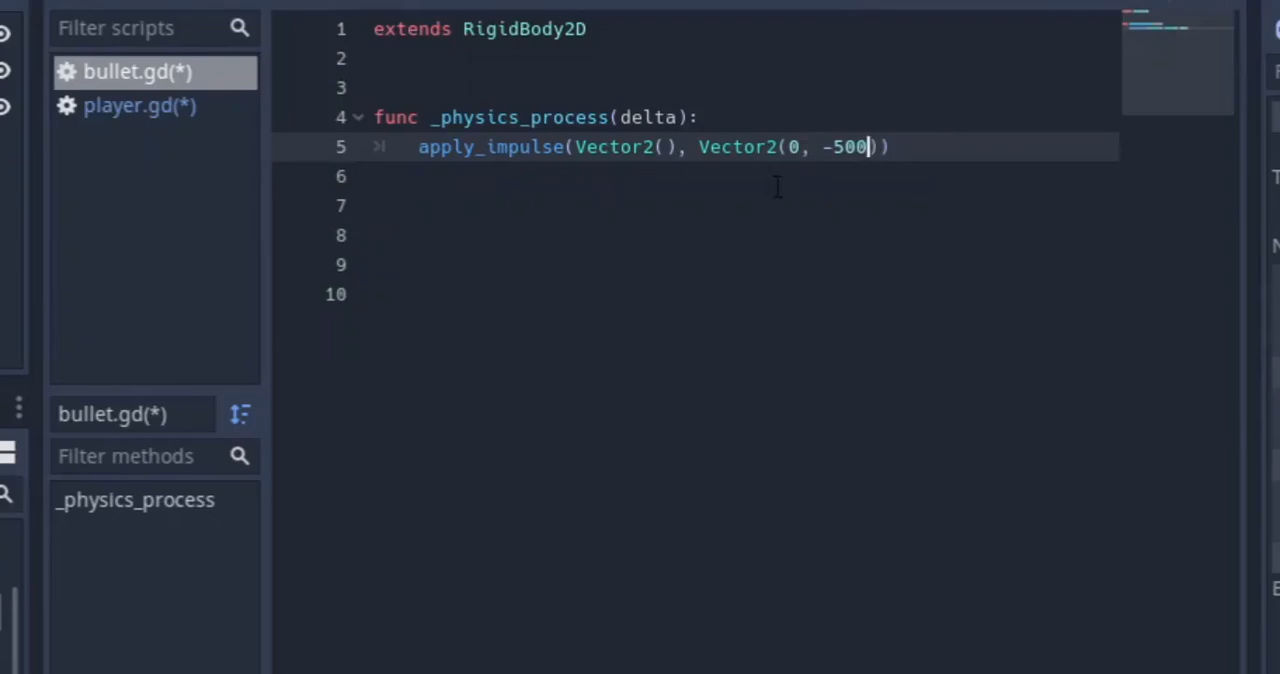 Filter scripts
bullet.gd(*)
player.gd(*)
bullet.gd(*)
Filter methods
_physics_process
1 extends RigidBody2D
2
3
4 func _physics_process(delta):
5 apply_impulse(Vector2(), Vector2(0, -500))
6
7
8
9
10